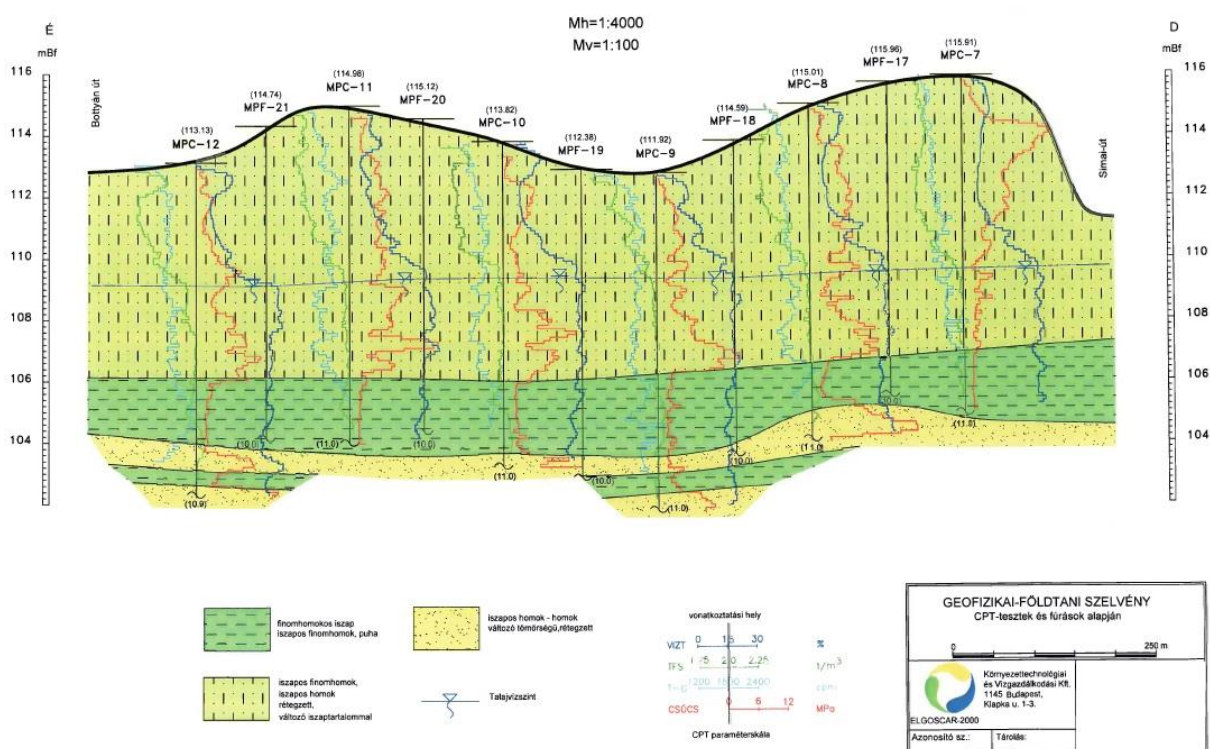 É
mBf
Mh=1:4000
Mv=1:100
D
mBf
116
114
112
110
108
106
104
Bottyán út
(113.13)
MPC-12
(114.74)
MPF-21
(114.98)
MPC-11
(115.12)
MPF-20
(113.82)
MPC-10
(112.38)
MPF-19
(111.92)
MPC-9
(114.59)
MPF-18
(115.01)
MPC-8
(115.96)
MPF-17
(115.91)
MPC-7
Simai-út
116
114
112
110
108
106
104
(10.9)
(10.0)
(11.0)
(10.0)
(11.0)
(10.0)
(11.0)
(10.0)
(11.0)
(10.0)
(11.0)
finomhomokos iszap
iszapos finomhomok, puha
iszapos homok - homok
változó tömörségű,rétegzett
iszapos finomhomok,
iszapos homok
rétegzett,
változó iszaptartalommal
Talajvízszint
vonatkoztatási hely
VIZT 0 15 30 %
TFS 2.0 2.25 t/m³
1200 1800 2400 cpm
CSÚCS 0 6 12 MPa
CPT paraméterskála
GEOFIZIKAI-FÖLDTANI SZELVÉNY
CPT-tesztek és fúrások alapján
0 250 m
ELGOSCAR-2000
Környezettechnológiai
és Vízgazdálkodási Kft.
1145 Budapest,
Klapka u. 1-3.
Azonosító sz.:
Tárolás: